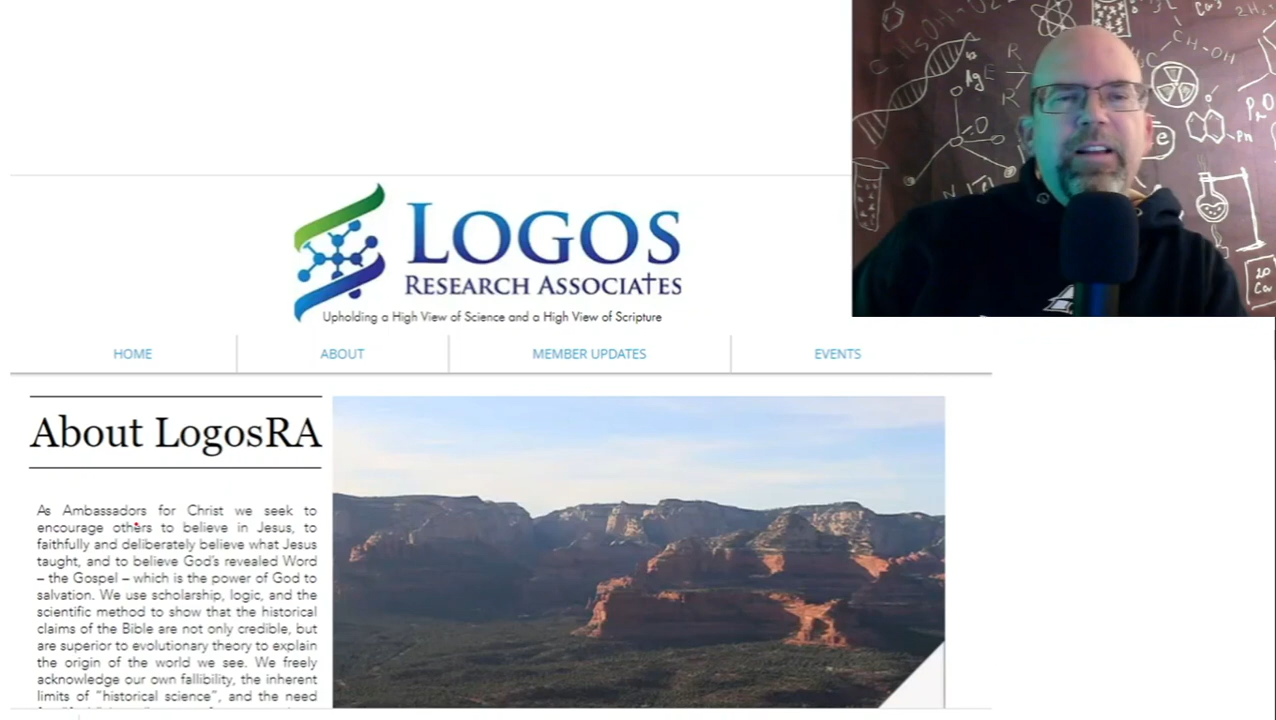 LOGOS
RESEARCH ASSOCIATES
Upholding a High View of Science and a High View of Scripture
HOME
ABOUT
MEMBER UPDATES
EVENTS
About LogosRA
As Ambassadors for Christ we seek to
encourage others to believe in Jesus, to
faithfully and deliberately believe what Jesus
taught, and to believe God's revealed Word
– the Gospel – which is the power of God to
salvation. We use scholarship, logic, and the
scientific method to show that the historical
claims of the Bible are not only credible, but
are superior to evolutionary theory to explain
the origin of the world we see. We freely
acknowledge our own fallibility, the inherent
limits of "historical science", and the need
R
R
Ag
CH-OH
e
20
Ca